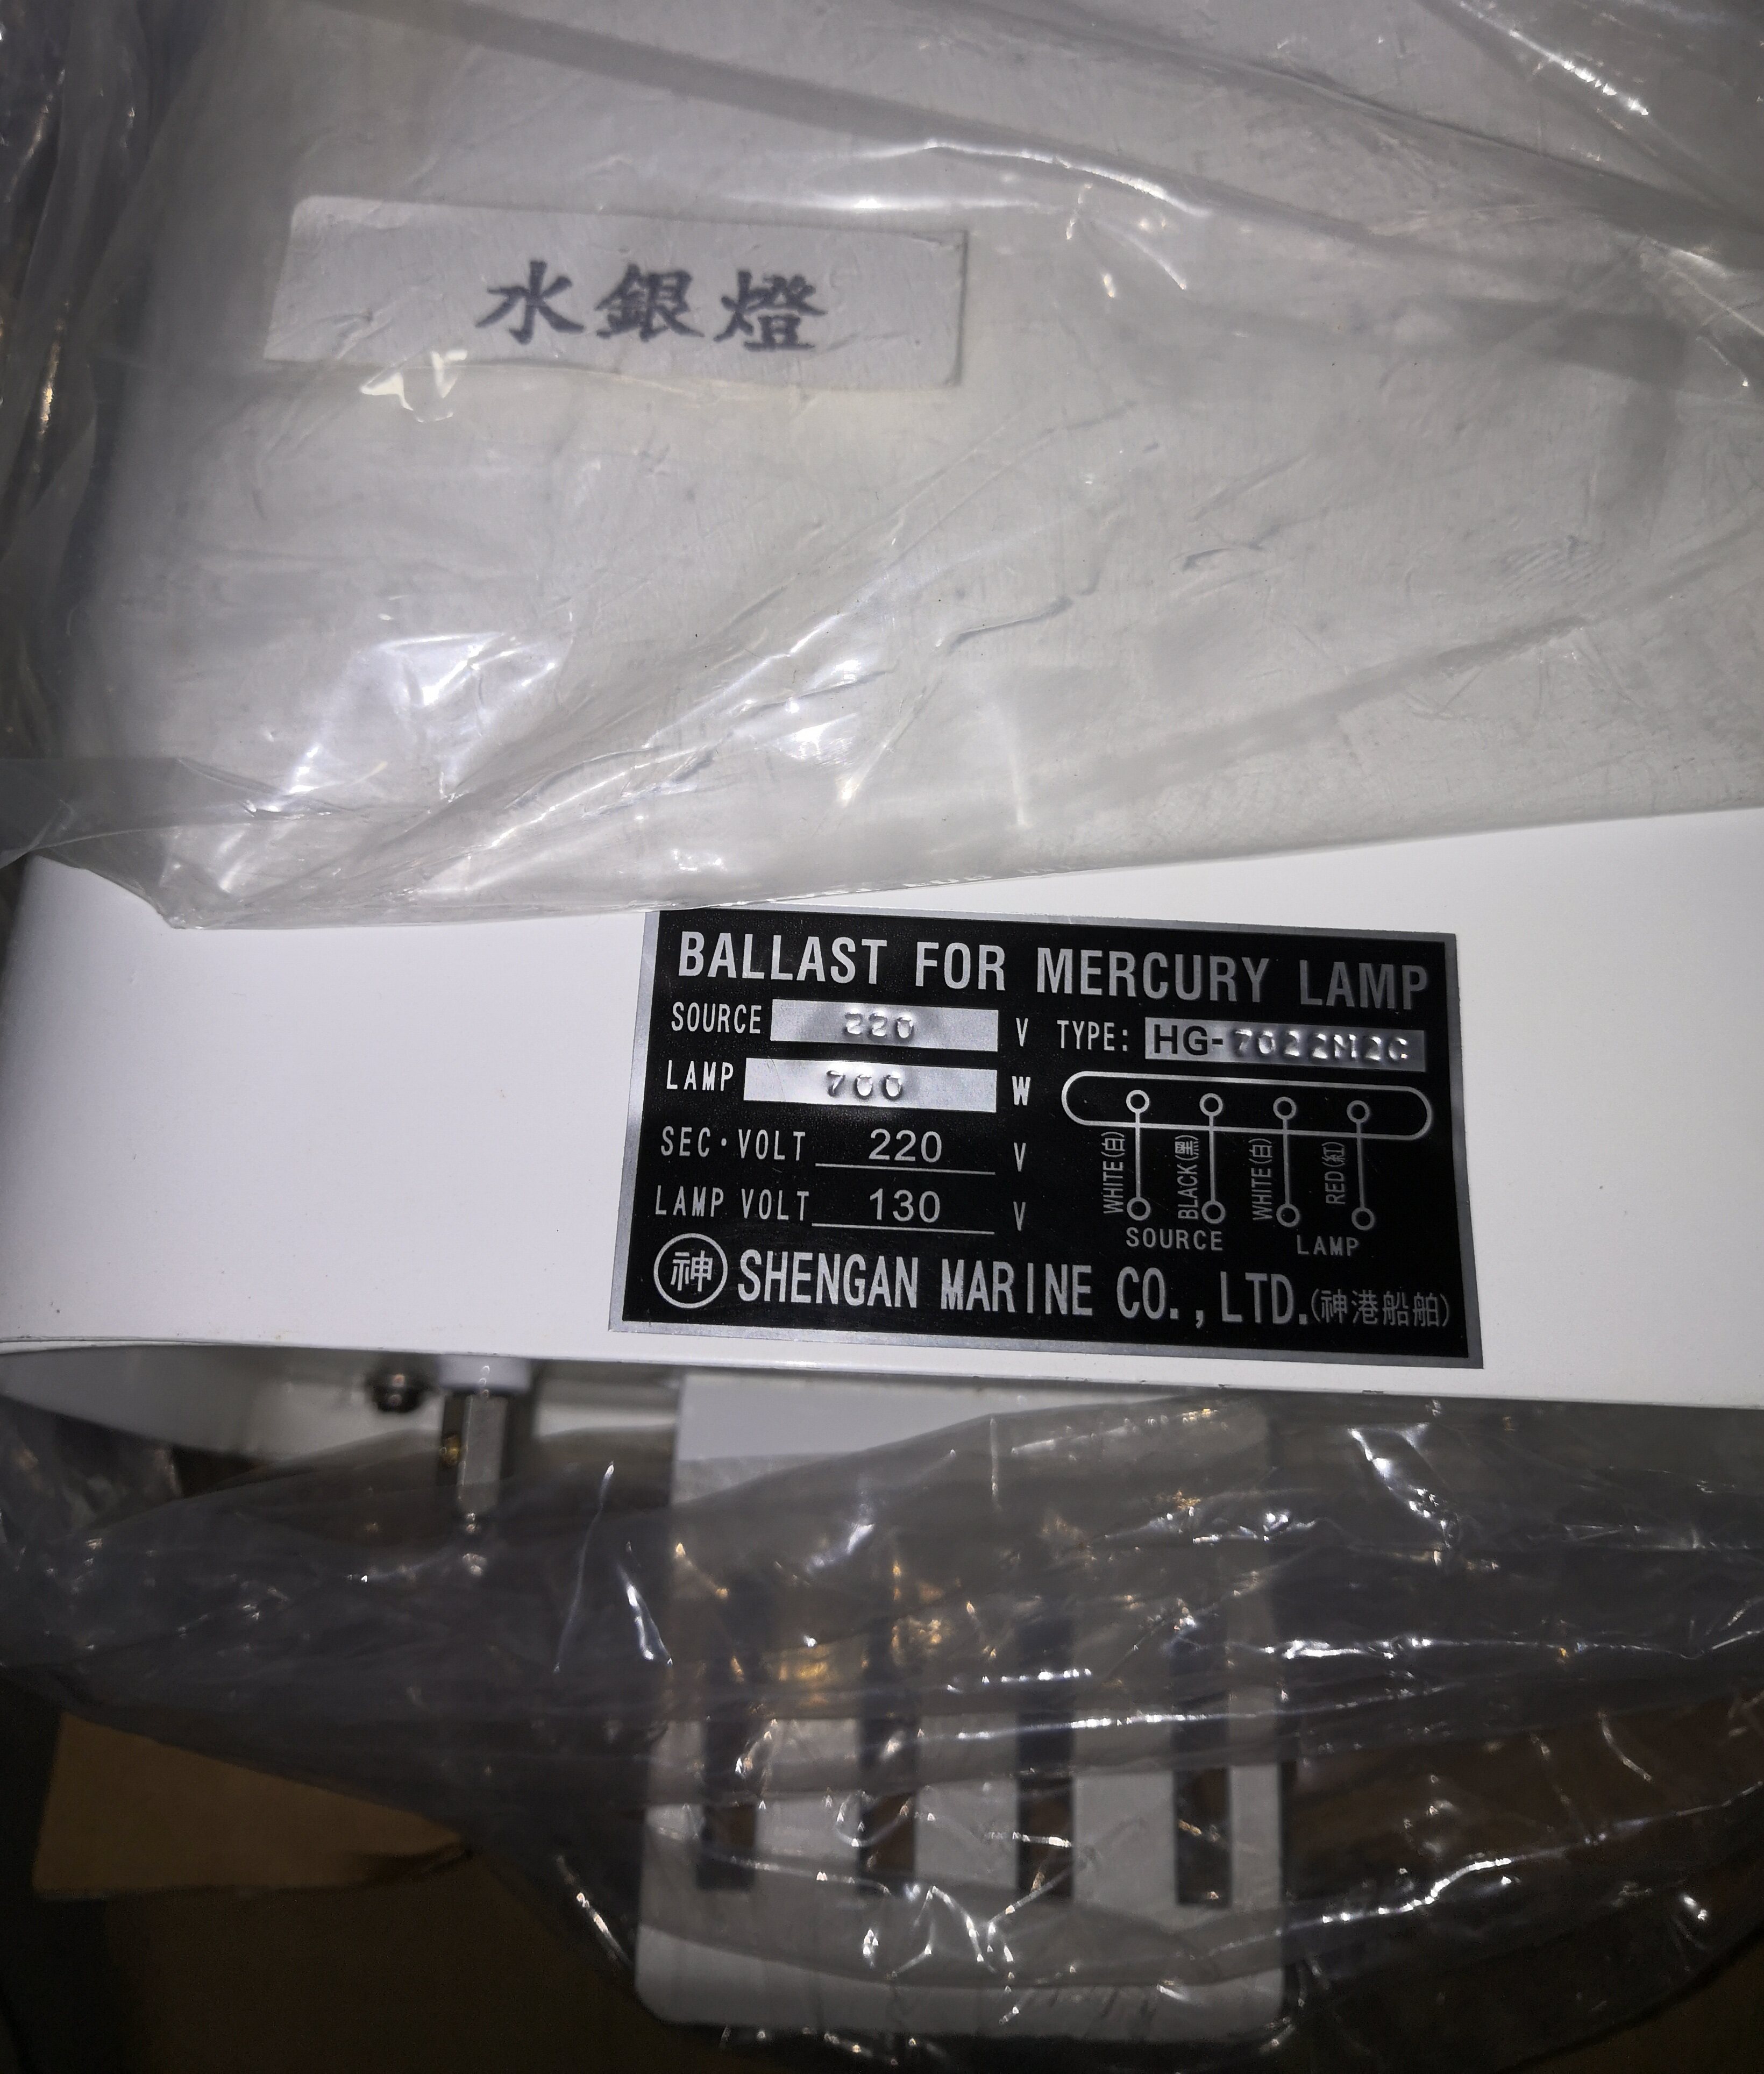 水銀燈
BALLAST FOR MERCURY LAMP
SOURCE 220 V TYPE: HG-7022M2C
LAMP 700 W
SEC·VOLT 220 V
LAMP VOLT 130 V
WHITE(白) BLACK(黑) WHITE(白) RED(紅)
SOURCE LAMP
神 SHENGAN MARINE CO.,LTD.(神港船舶)